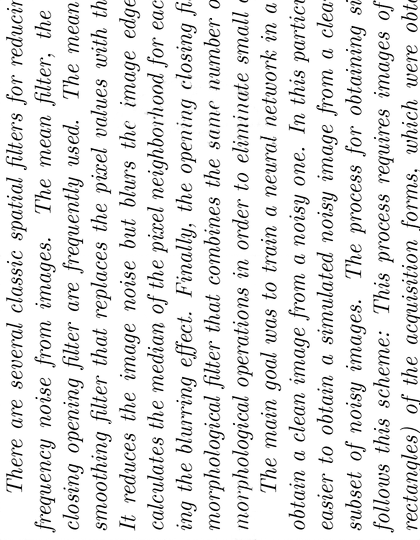 There are several classic spatial filters for reducin
frequency noise from images. The mean filter, the
closing opening filter are frequently used. The mean
smoothing filter that replaces the pixel values with th
It reduces the image noise but blurs the image edge
calculates the median of the pixel neighborhood for eac
ing the blurring effect. Finally, the opening closing fi
morphological filter that combines the same number o
morphological operations in order to eliminate small
The main goal was to train a neural network in a
obtain a clean image from a noisy one. In this partic
easier to obtain a simulated noisy image from a clea
subset of noisy images. The process for obtaining si
follows this scheme: This process requires images of
rectangles) of the acquisition forms, which were obt